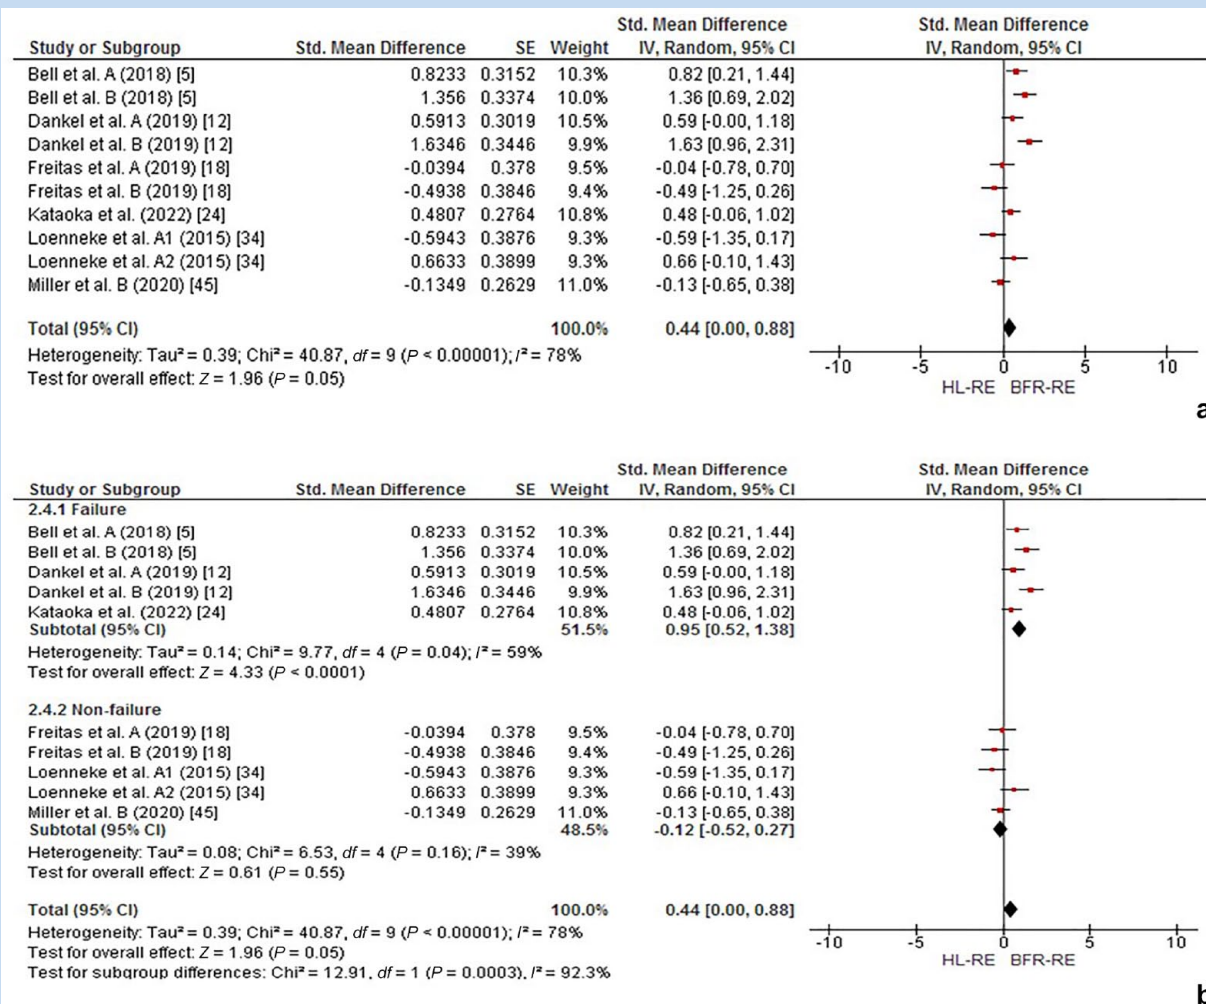 Std. Mean Difference Std. Mean Difference
Study or Subgroup Std. Mean Difference SE Weight IV, Random, 95% CI IV, Random, 95% CI
Bell et al. A (2018) [5] 0.8233 0.3152 10.3% 0.82 [0.21, 1.44]
Bell et al. B (2018) [5] 1.356 0.3374 10.0% 1.36 [0.69, 2.02]
Dankel et al. A (2019) [12] 0.5913 0.3019 10.5% 0.59 [-0.00, 1.18]
Dankel et al. B (2019) [12] 1.6346 0.3446 9.9% 1.63 [0.96, 2.31]
Freitas et al. A (2019) [18] -0.0394 0.378 9.5% -0.04 [-0.78, 0.70]
Freitas et al. B (2019) [18] -0.4938 0.3846 9.4% -0.49 [-1.25, 0.26]
Kataoka et al. (2022) [24] 0.4807 0.2764 10.8% 0.48 [-0.06, 1.02]
Loenneke et al. A1 (2015) [34] -0.5943 0.3876 9.3% -0.59 [-1.35, 0.17]
Loenneke et al. A2 (2015) [34] 0.6633 0.3899 9.3% 0.66 [-0.10, 1.43]
Miller et al. B (2020) [45] -0.1349 0.2629 11.0% -0.13 [-0.65, 0.38]
Total (95% CI) 100.0% 0.44 [0.00, 0.88]
Heterogeneity: Tau² = 0.39; Chi² = 40.87, df = 9 (P < 0.00001); I² = 78%
Test for overall effect: Z = 1.96 (P = 0.05)
-10 -5 0 5 10
HL-RE BFR-RE
a
Std. Mean Difference Std. Mean Difference
Study or Subgroup Std. Mean Difference SE Weight IV, Random, 95% CI IV, Random, 95% CI
2.4.1 Failure
Bell et al. A (2018) [5] 0.8233 0.3152 10.3% 0.82 [0.21, 1.44]
Bell et al. B (2018) [5] 1.356 0.3374 10.0% 1.36 [0.69, 2.02]
Dankel et al. A (2019) [12] 0.5913 0.3019 10.5% 0.59 [-0.00, 1.18]
Dankel et al. B (2019) [12] 1.6346 0.3446 9.9% 1.63 [0.96, 2.31]
Kataoka et al. (2022) [24] 0.4807 0.2764 10.8% 0.48 [-0.06, 1.02]
Subtotal (95% CI) 51.5% 0.95 [0.52, 1.38]
Heterogeneity: Tau² = 0.14; Chi² = 9.77, df = 4 (P = 0.04); I² = 59%
Test for overall effect: Z = 4.33 (P < 0.0001)
2.4.2 Non-failure
Freitas et al. A (2019) [18] -0.0394 0.378 9.5% -0.04 [-0.78, 0.70]
Freitas et al. B (2019) [18] -0.4938 0.3846 9.4% -0.49 [-1.25, 0.26]
Loenneke et al. A1 (2015) [34] -0.5943 0.3876 9.3% -0.59 [-1.35, 0.17]
Loenneke et al. A2 (2015) [34] 0.6633 0.3899 9.3% 0.66 [-0.10, 1.43]
Miller et al. B (2020) [45] -0.1349 0.2629 11.0% -0.13 [-0.65, 0.38]
Subtotal (95% CI) 48.5% -0.12 [-0.52, 0.27]
Heterogeneity: Tau² = 0.08; Chi² = 6.53, df = 4 (P = 0.16); I² = 39%
Test for overall effect: Z = 0.61 (P = 0.55)
Total (95% CI) 100.0% 0.44 [0.00, 0.88]
Heterogeneity: Tau² = 0.39; Chi² = 40.87, df = 9 (P < 0.00001); I² = 78%
Test for overall effect: Z = 1.96 (P = 0.05)
Test for subgroup differences: Chi² = 12.91, df = 1 (P = 0.0003), I² = 92.3%
-10 -5 0 5 10
HL-RE BFR-RE
b